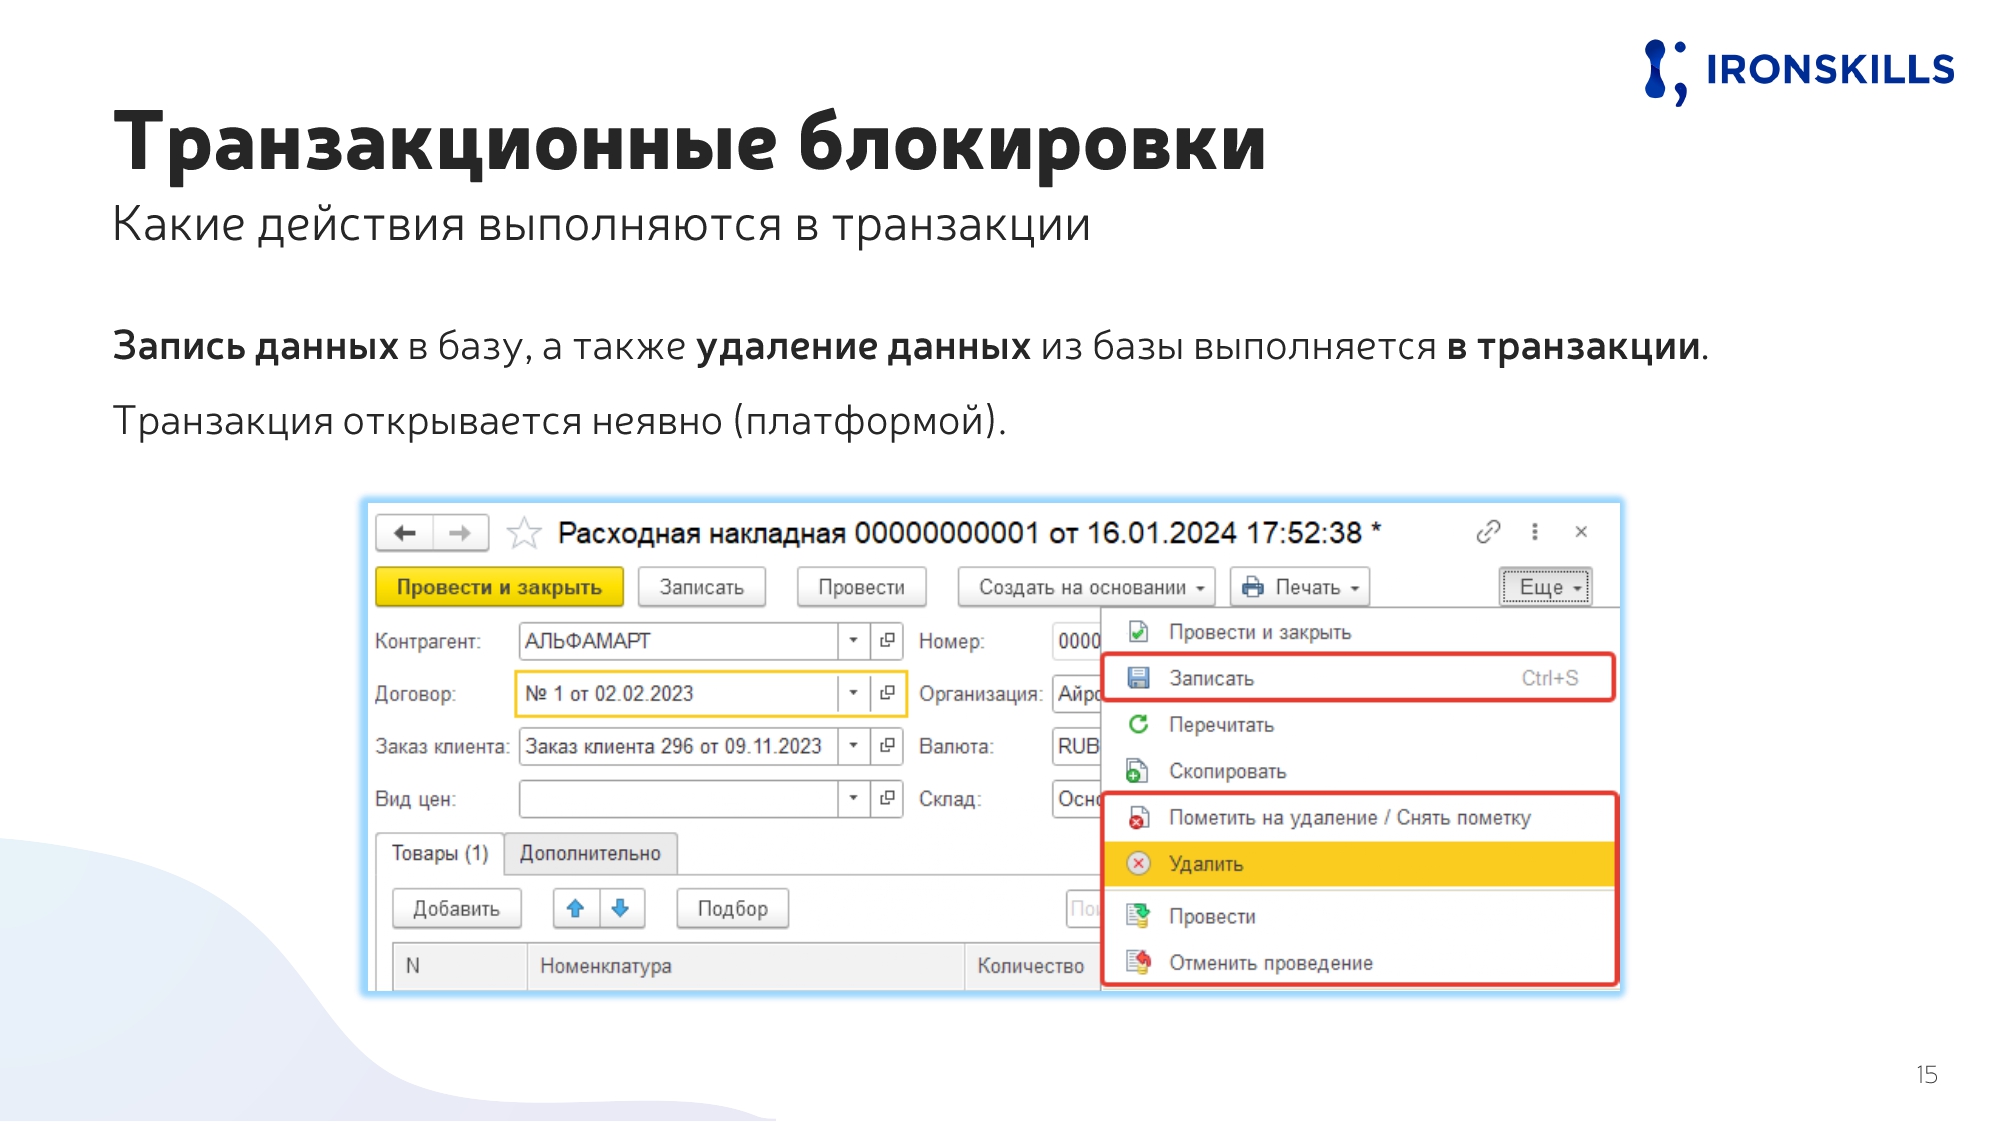 IRONSKILLS
Транзакционные блокировки
Какие действия выполняются в транзакции
Запись данных в базу, а также удаление данных из базы выполняется в транзакции.
Транзакция открывается неявно (платформой).
Расходная накладная 00000000001 от 16.01.2024 17:52:38 *
Провести и закрыть Записать Провести Создать на основании Печать Еще
Контрагент: АЛЬФАМАРТ Номер: 0000
Договор: № 1 от 02.02.2023 Организация: Айро
Заказ клиента: Заказ клиента 296 от 09.11.2023 Валюта: RUB
Вид цен: Склад: Осно
Товары (1) Дополнительно
Добавить Подбор Пои
N Номенклатура Количество
Провести и закрыть
Записать Ctrl+S
Перечитать
Скопировать
Пометить на удаление / Снять пометку
Удалить
Провести
Отменить проведение
15